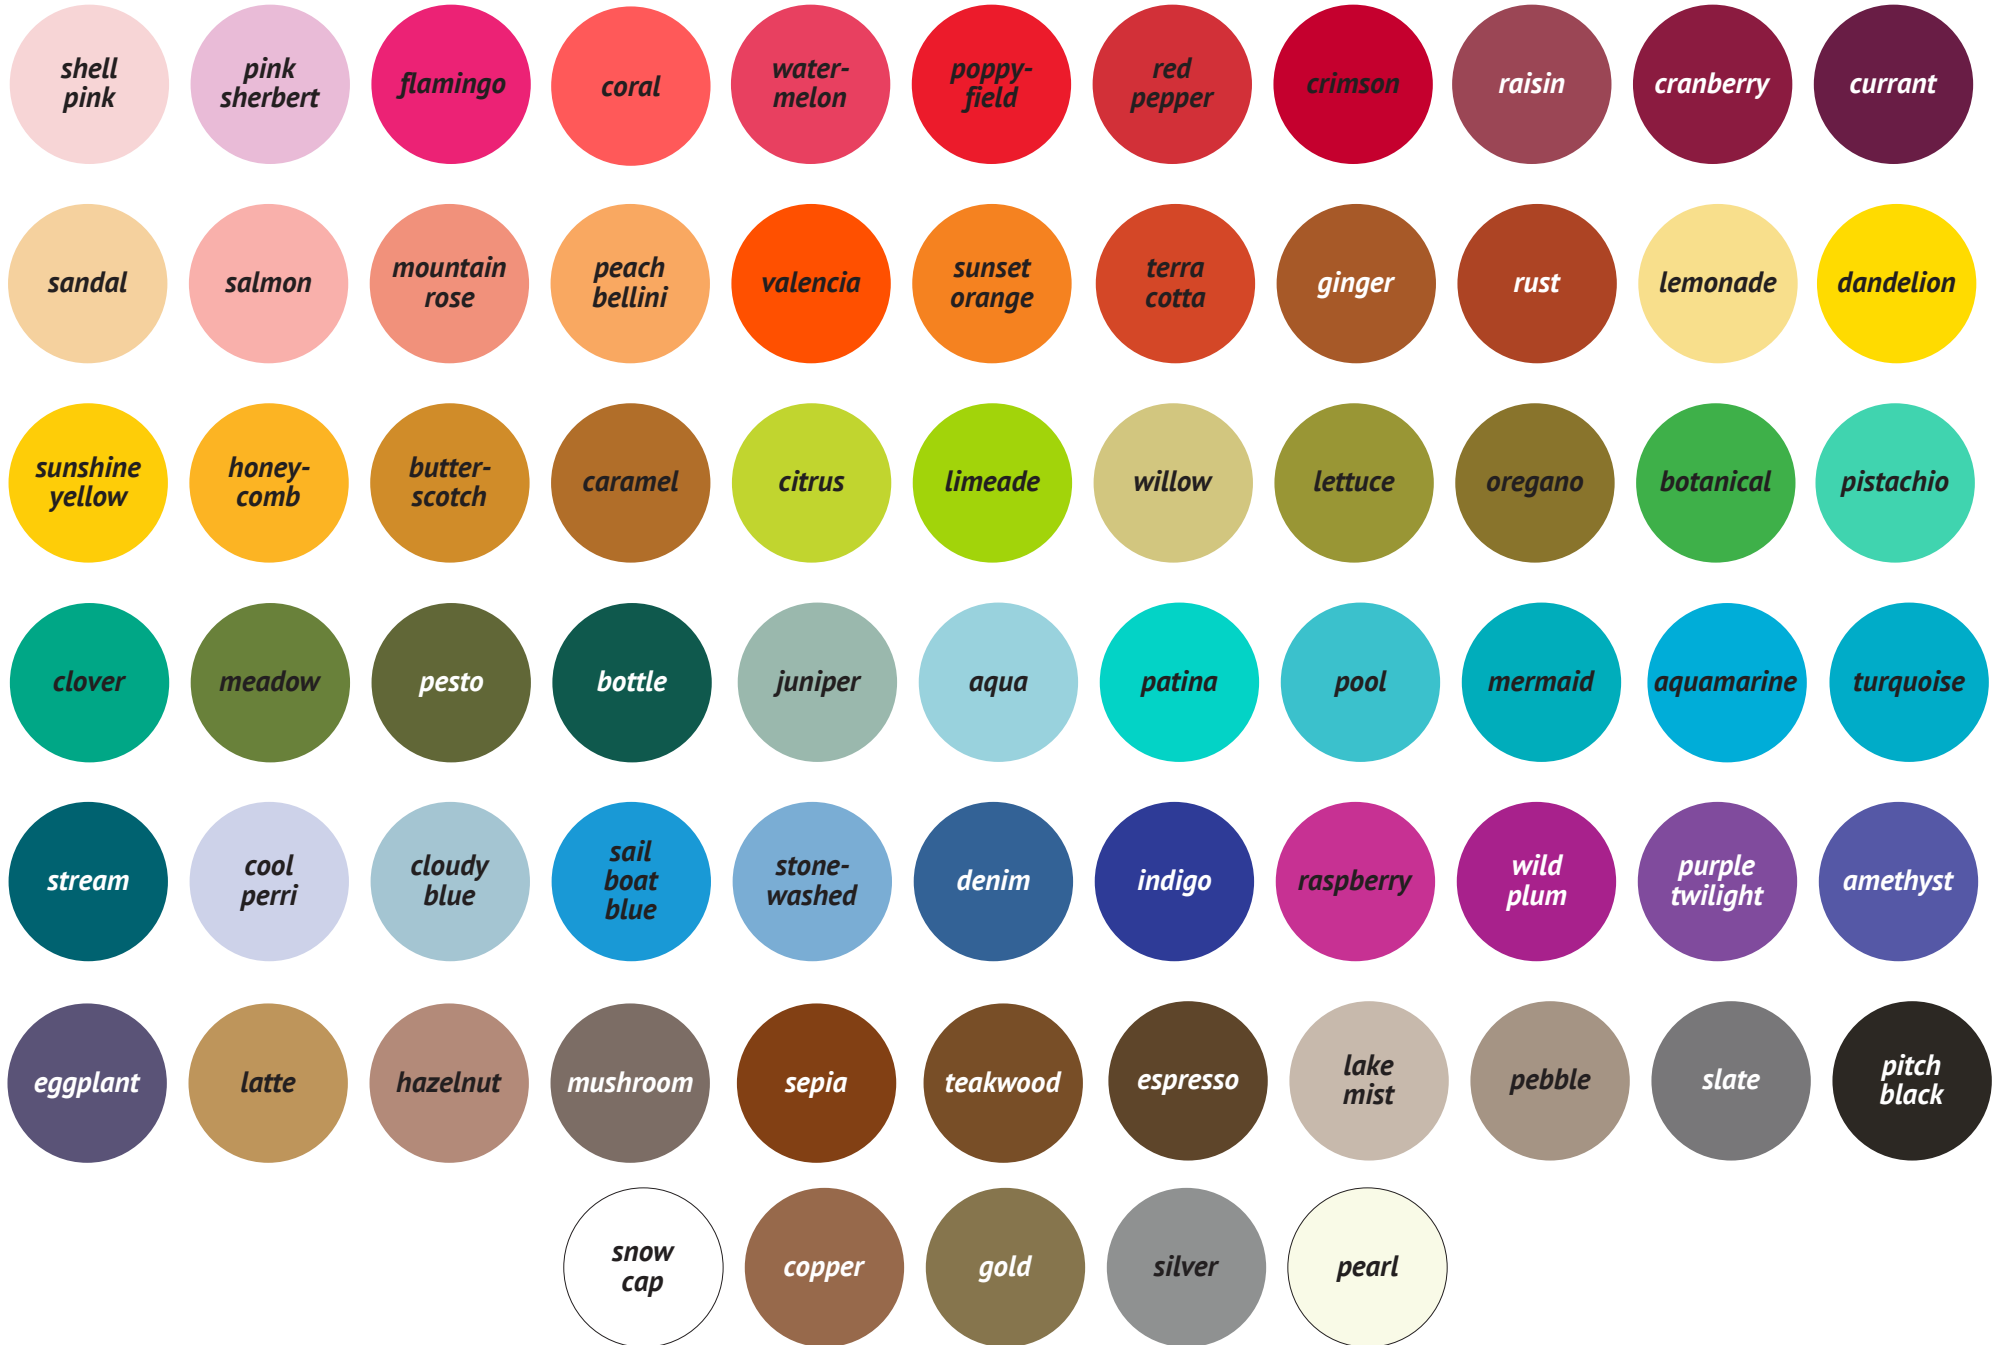 shell
pink
pink
sherbert
flamingo
coral
water-
melon
poppy-
field
red
pepper
crimson
raisin
cranberry
currant
sandal
salmon
mountain
rose
peach
bellini
valencia
sunset
orange
terra
cotta
ginger
rust
lemonade
dandelion
sunshine
yellow
honey-
comb
butter-
scotch
caramel
citrus
limeade
willow
lettuce
oregano
botanical
pistachio
clover
meadow
pesto
bottle
juniper
aqua
patina
pool
mermaid
aquamarine
turquoise
stream
cool
perri
cloudy
blue
sail
boat
blue
stone-
washed
denim
indigo
raspberry
wild
plum
purple
twilight
amethyst
eggplant
latte
hazelnut
mushroom
sepia
teakwood
espresso
lake
mist
pebble
slate
pitch
black
snow
cap
copper
gold
silver
pearl